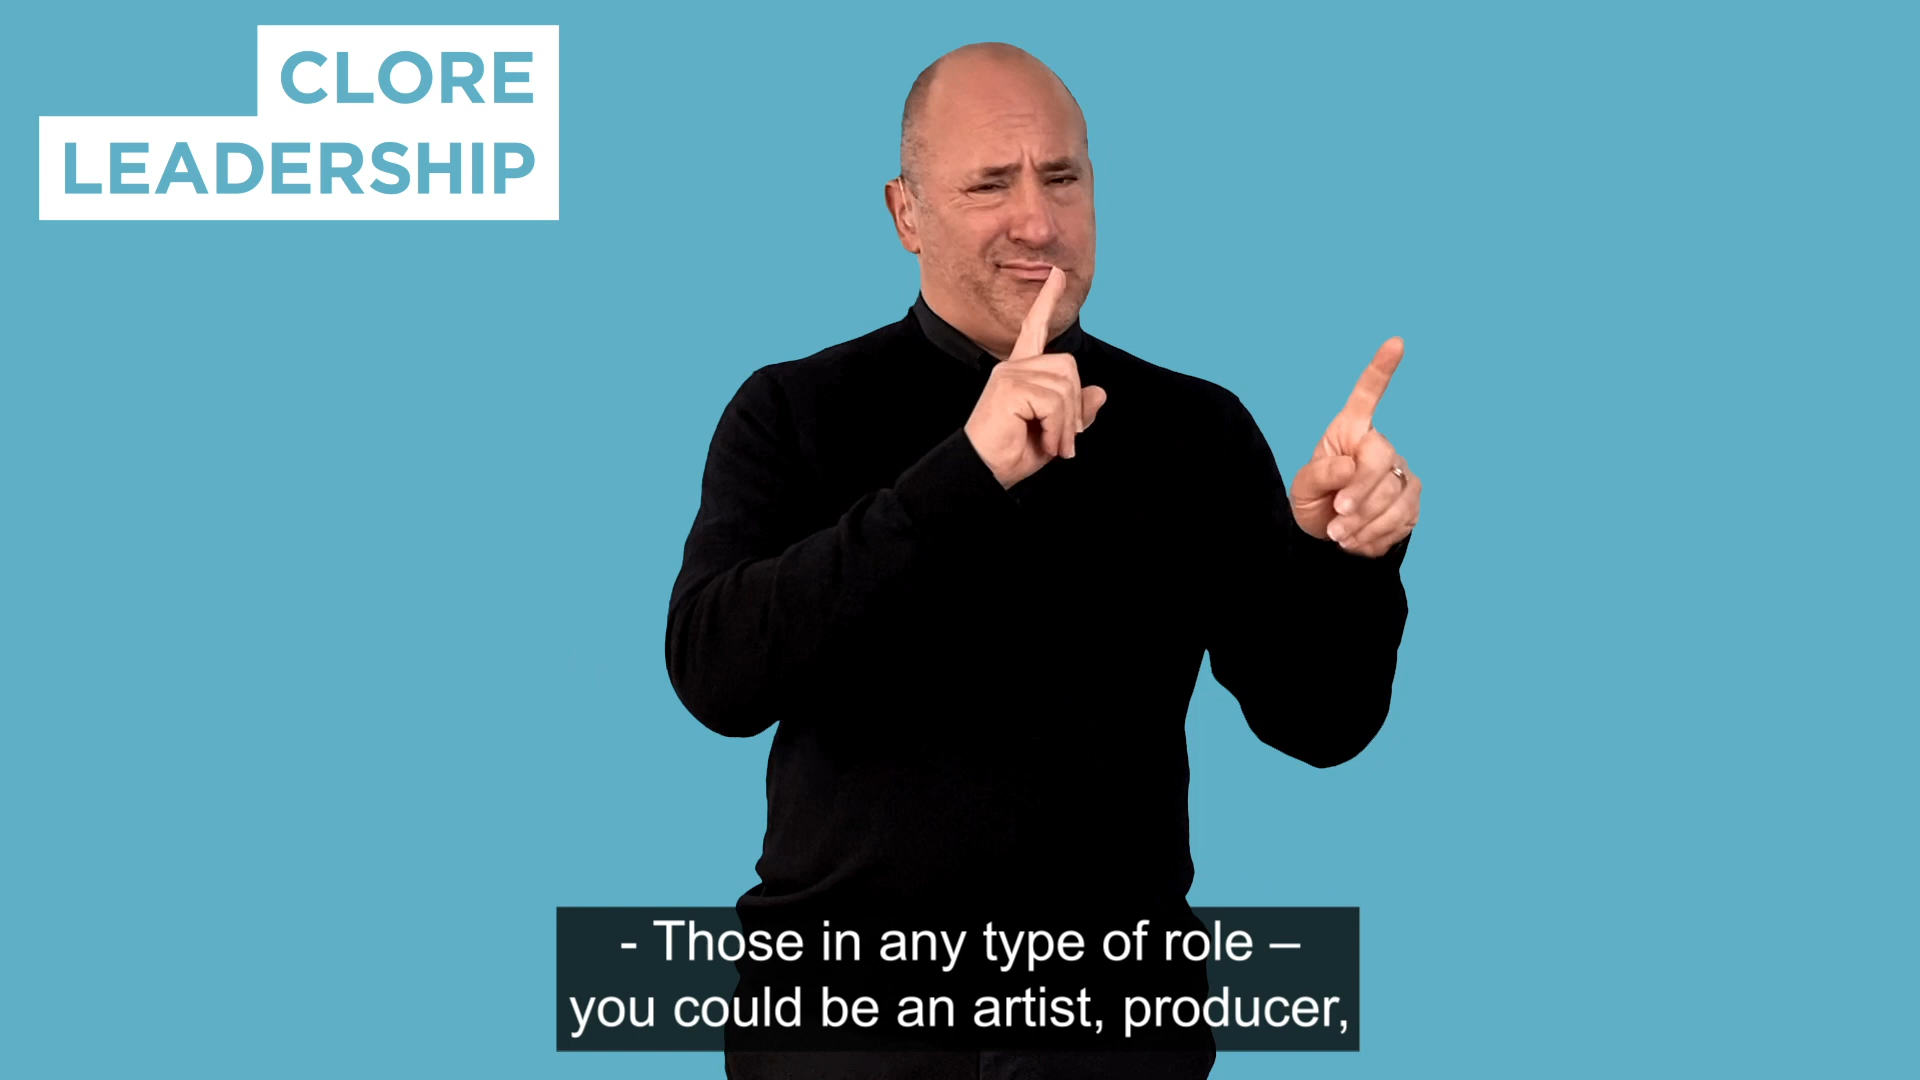 CLORE
LEADERSHIP
- Those in any type of role –
you could be an artist, producer,